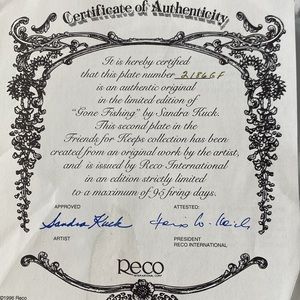 Certificate of Authenticity
It is hereby certified
that this plate number 21866F
is an authentic original
in the limited edition of
"Gone Fishing" by Sandra Kuck.
This second plate in the
Friends for Keeps collection has been
created from an original work by the artist,
and is issued by Reco International
in an edition strictly limited
to a maximum of 95 firing days.
APPROVED
ATTESTED:
Sandra Kuck
ARTIST
PRESIDENT
RECO INTERNATIONAL
Reco
©1996 Reco